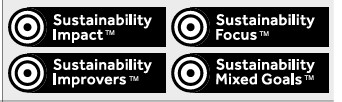 Sustainability
Impact™
Sustainability
Focus™
Sustainability
Improvers™
Sustainability
Mixed Goals™